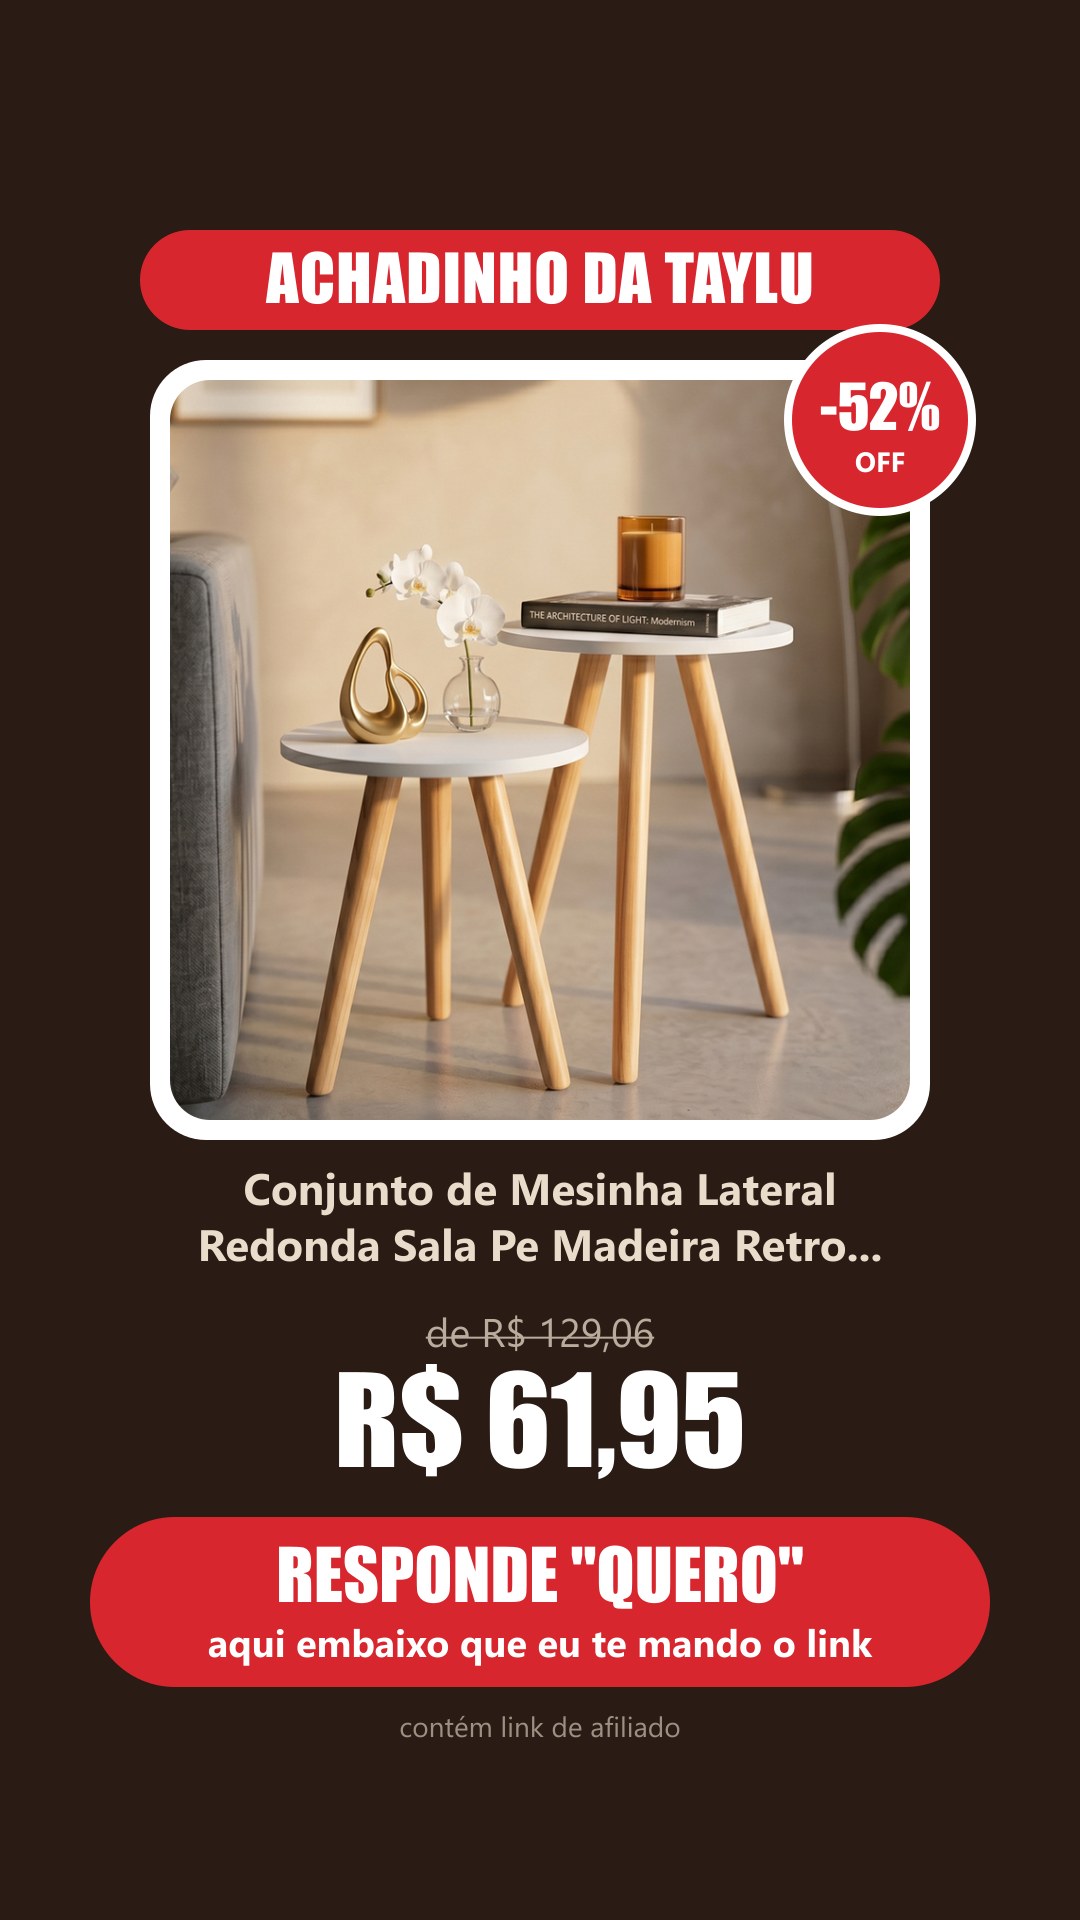 ACHADINHO DA TAYLU
-52%
OFF
THE ARCHITECTURE OF LIGHT: Modernism
Conjunto de Mesinha Lateral
Redonda Sala Pe Madeira Retro...
de R$ 129,06
R$ 61,95
RESPONDE "QUERO"
aqui embaixo que eu te mando o link
contém link de afiliado